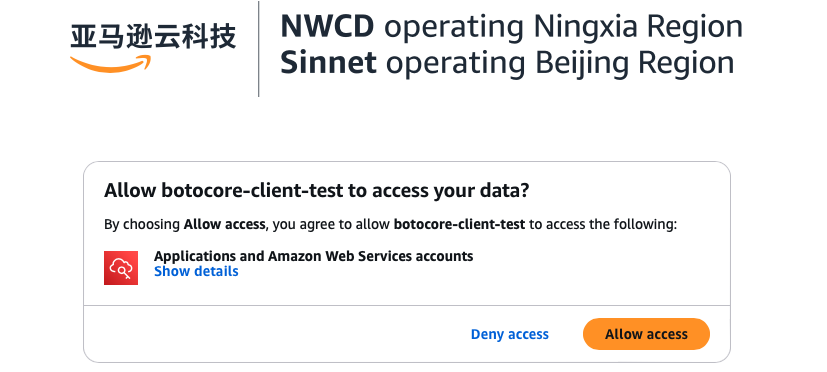 亚马逊云科技
NWCD operating Ningxia Region
Sinnet operating Beijing Region
Allow botocore-client-test to access your data?
By choosing Allow access, you agree to allow botocore-client-test to access the following:
Applications and Amazon Web Services accounts
Show details
Deny access
Allow access